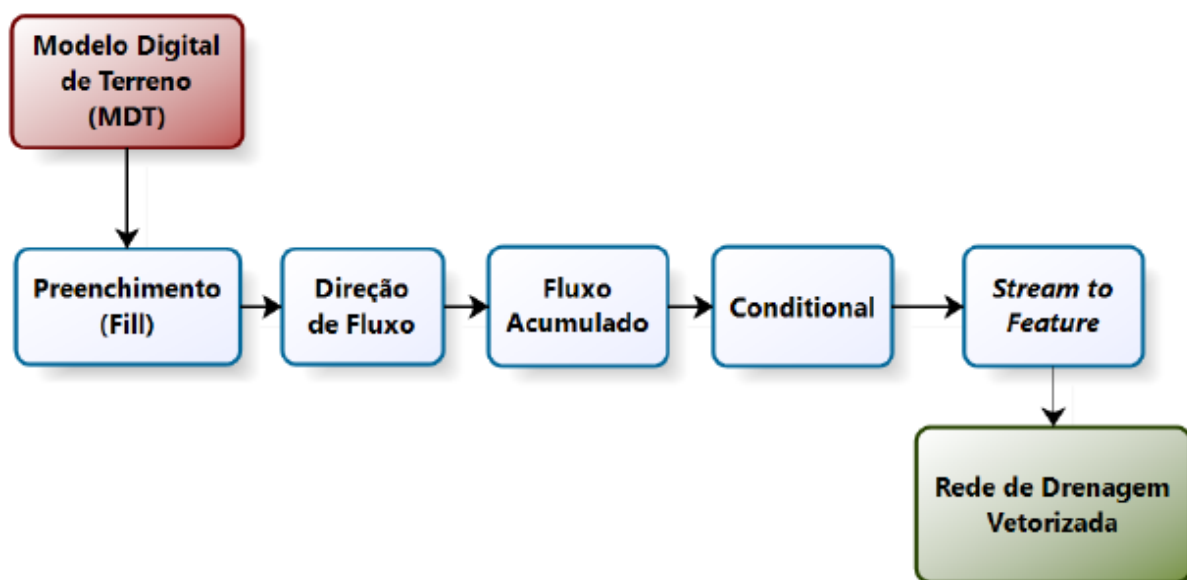 Modelo Digital
de Terreno
(MDT)
Preenchimento
(Fill)
Direção
de Fluxo
Fluxo
Acumulado
Conditional
Stream to
Feature
Rede de Drenagem
Vetorizada